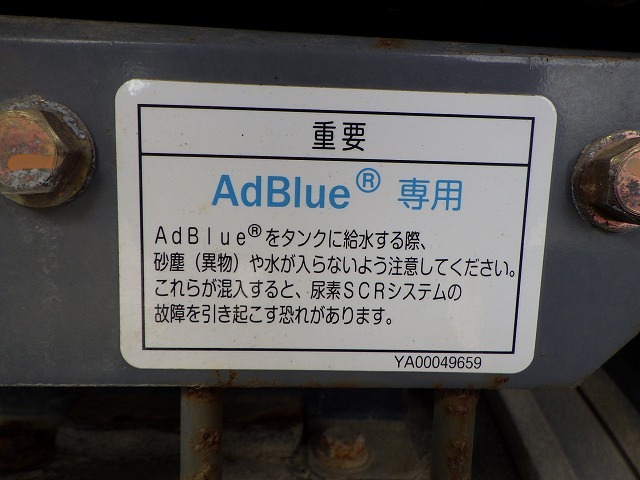 重要
AdBlue® 専用
AdBlue®をタンクに給水する際、
砂塵（異物）や水が入らないよう注意してください。
これらが混入すると、尿素SCRシステムの
故障を引き起こす恐れがあります。
YA00049659